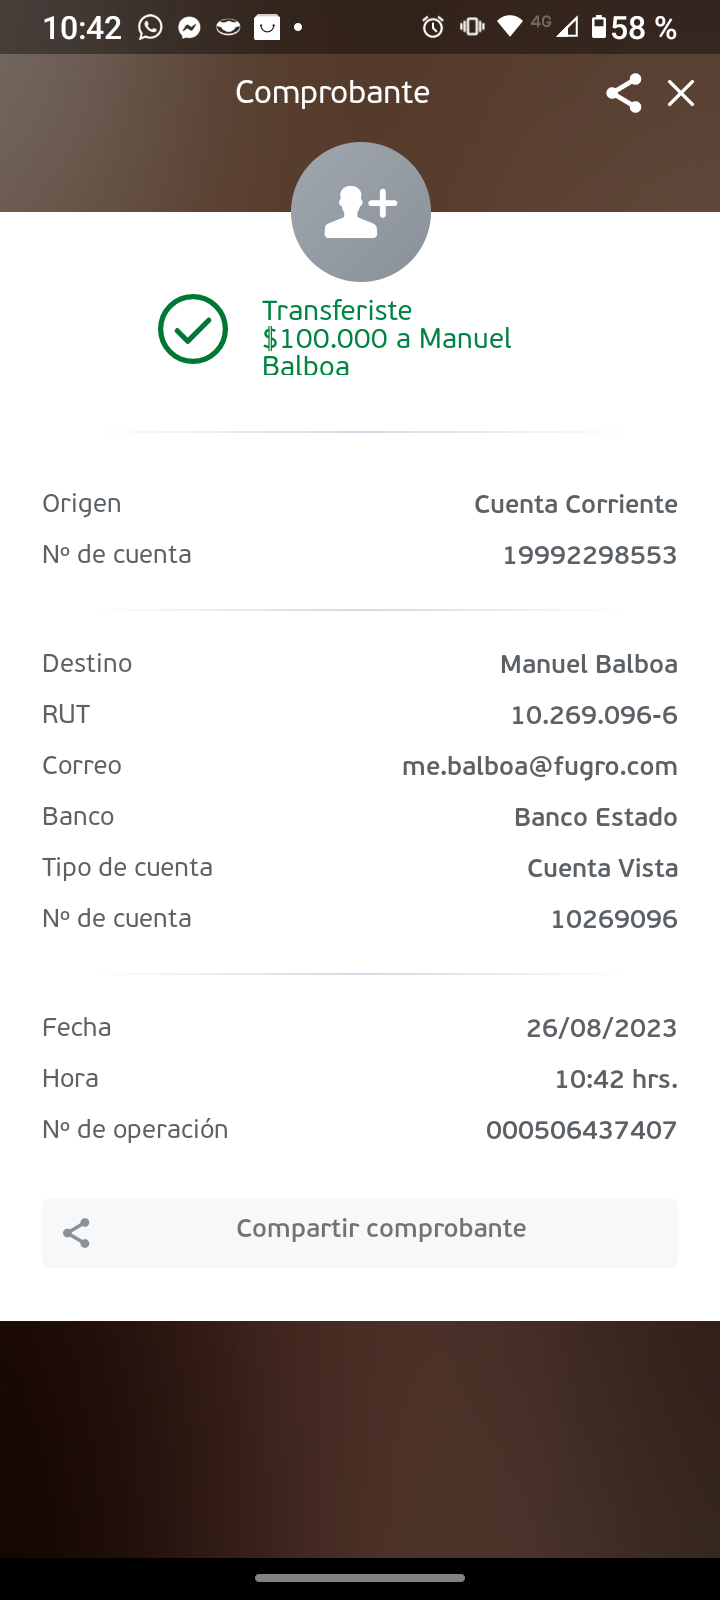 10:42
4G
58 %
Comprobante
Transferiste
$100.000 a Manuel
Balboa
Origen Cuenta Corriente
Nº de cuenta 19992298553
Destino Manuel Balboa
RUT 10.269.096-6
Correo me.balboa@fugro.com
Banco Banco Estado
Tipo de cuenta Cuenta Vista
Nº de cuenta 10269096
Fecha 26/08/2023
Hora 10:42 hrs.
Nº de operación 000506437407
Compartir comprobante